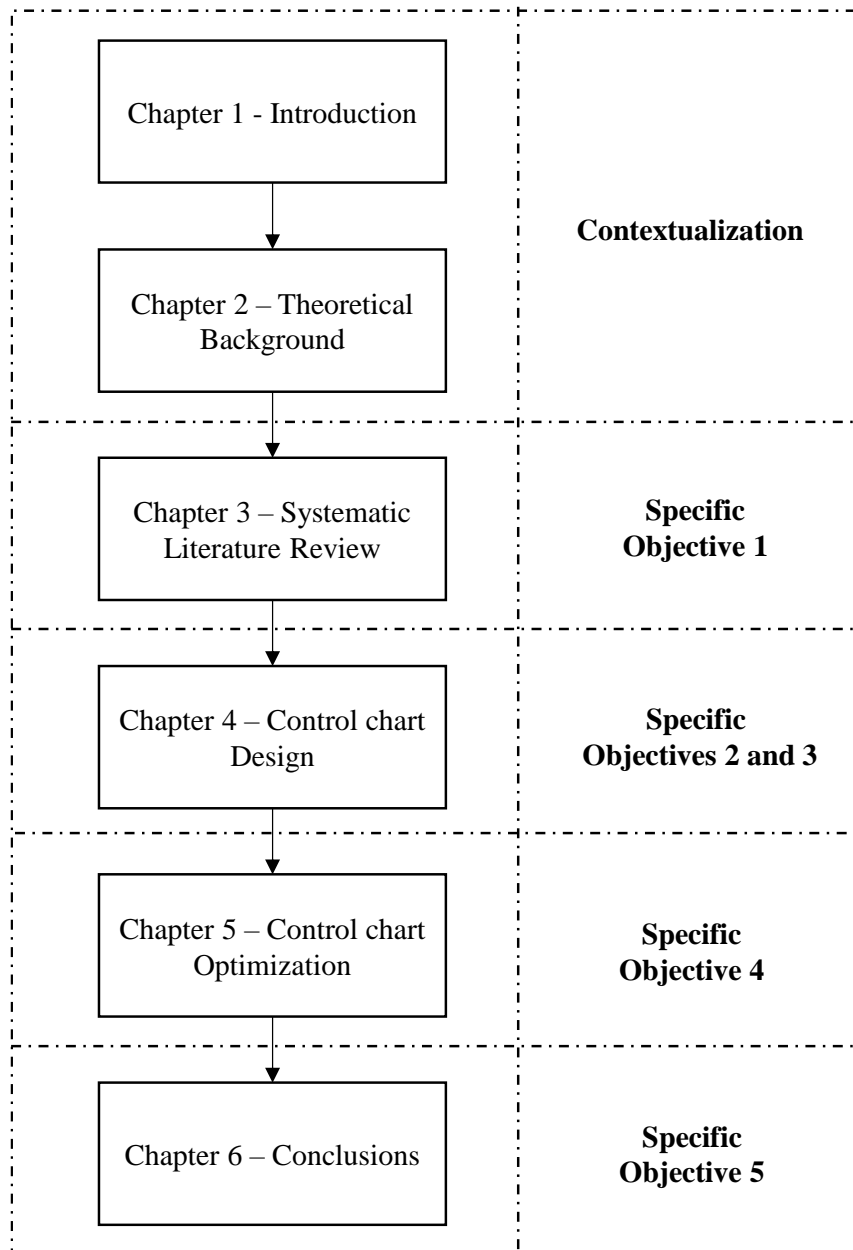 Chapter 1 - Introduction
Chapter 2 – Theoretical
Background
Contextualization
Chapter 3 – Systematic
Literature Review
Specific
Objective 1
Chapter 4 – Control chart
Design
Specific
Objectives 2 and 3
Chapter 5 – Control chart
Optimization
Specific
Objective 4
Chapter 6 – Conclusions
Specific
Objective 5